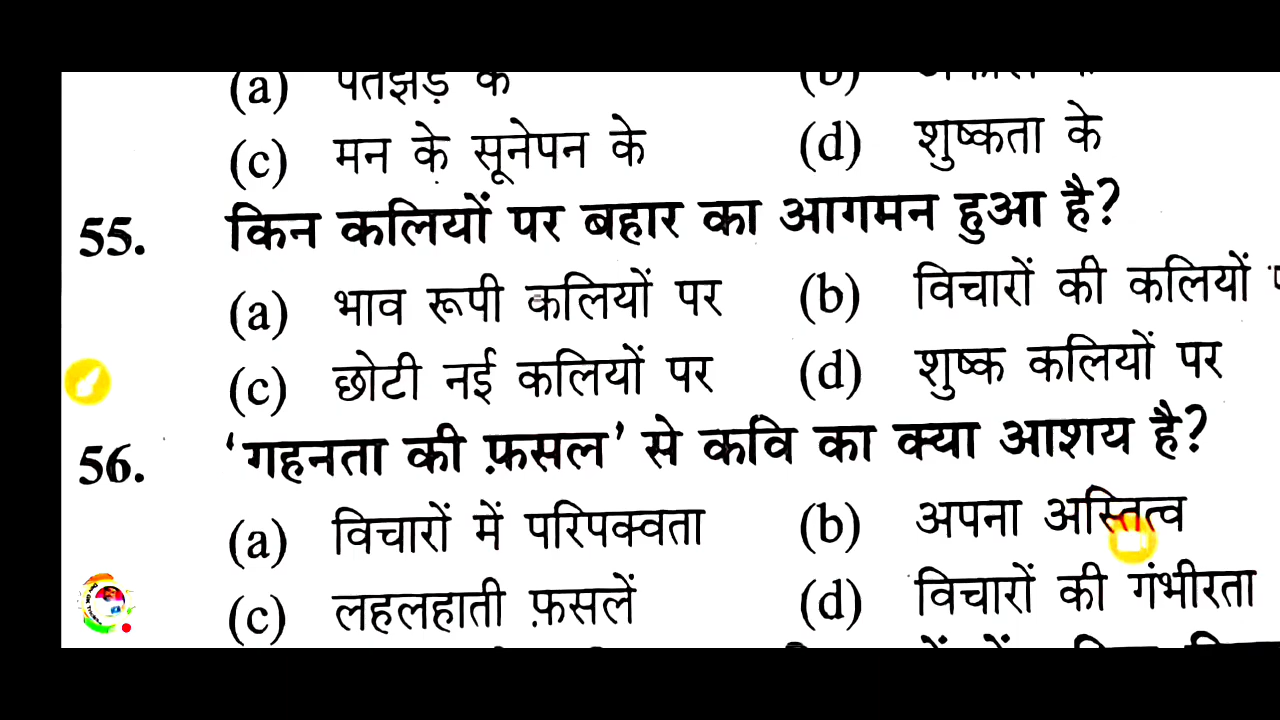 (a) पतझड़ के (b)
(c) मन के सूनेपन के (d) शुष्कता के
55. किन कलियों पर बहार का आगमन हुआ है?
(a) भाव रूपी कलियों पर (b) विचारों की कलियों
(c) छोटी नई कलियों पर (d) शुष्क कलियों पर
56. 'गहनता की फ़सल' से कवि का क्या आशय है?
(a) विचारों में परिपक्वता (b) अपना अस्तित्व
(c) लहलहाती फ़सलें (d) विचारों की गंभीरता